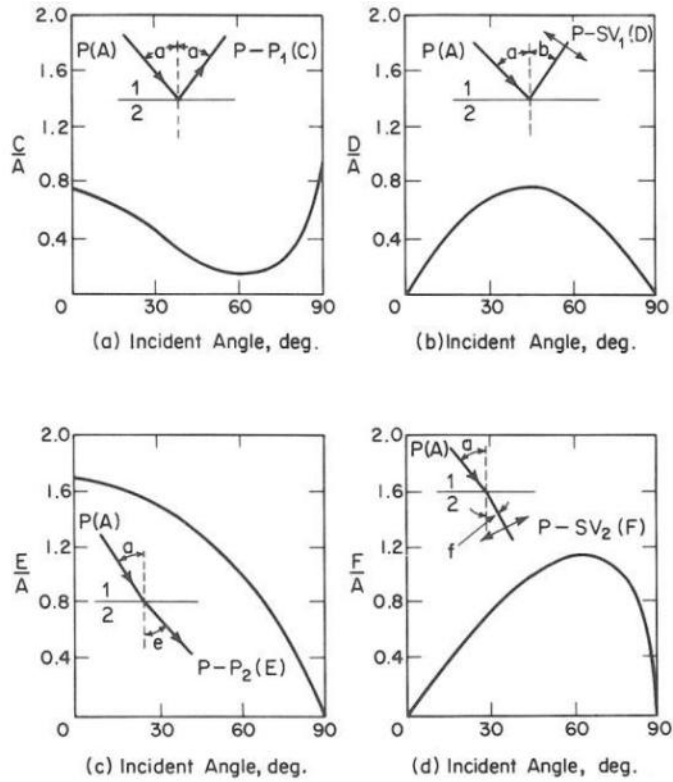 2.0
1.6
1.2
0.8
0.4
0
C/A
P(A)
a
a
P-P₁(C)
1
2
0 30 60 90
(a) Incident Angle, deg.
2.0
1.6
1.2
0.8
0.4
D/A
P(A)
a
b
P-SV₁(D)
1
2
0 30 60 90
(b)Incident Angle, deg.
2.0
1.6
1.2
0.8
0.4
E/A
P(A)
a
1
2
e
P-P₂(E)
0 30 60 90
(c) Incident Angle, deg.
2.0
1.6
1.2
0.8
0.4
F/A
P(A)
a
1
2
f
P-SV₂(F)
0 30 60 90
(d) Incident Angle, deg.